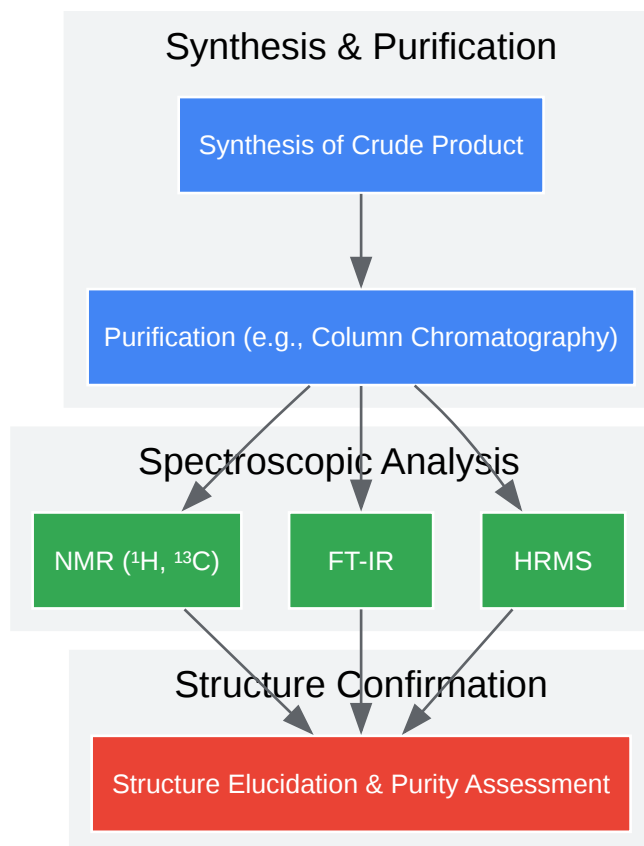 Synthesis & Purification
Synthesis of Crude Product
Purification (e.g., Column Chromatography)
Spectroscopic Analysis
NMR (¹H, ¹³C)
FT-IR
HRMS
Structure Confirmation
Structure Elucidation & Purity Assessment